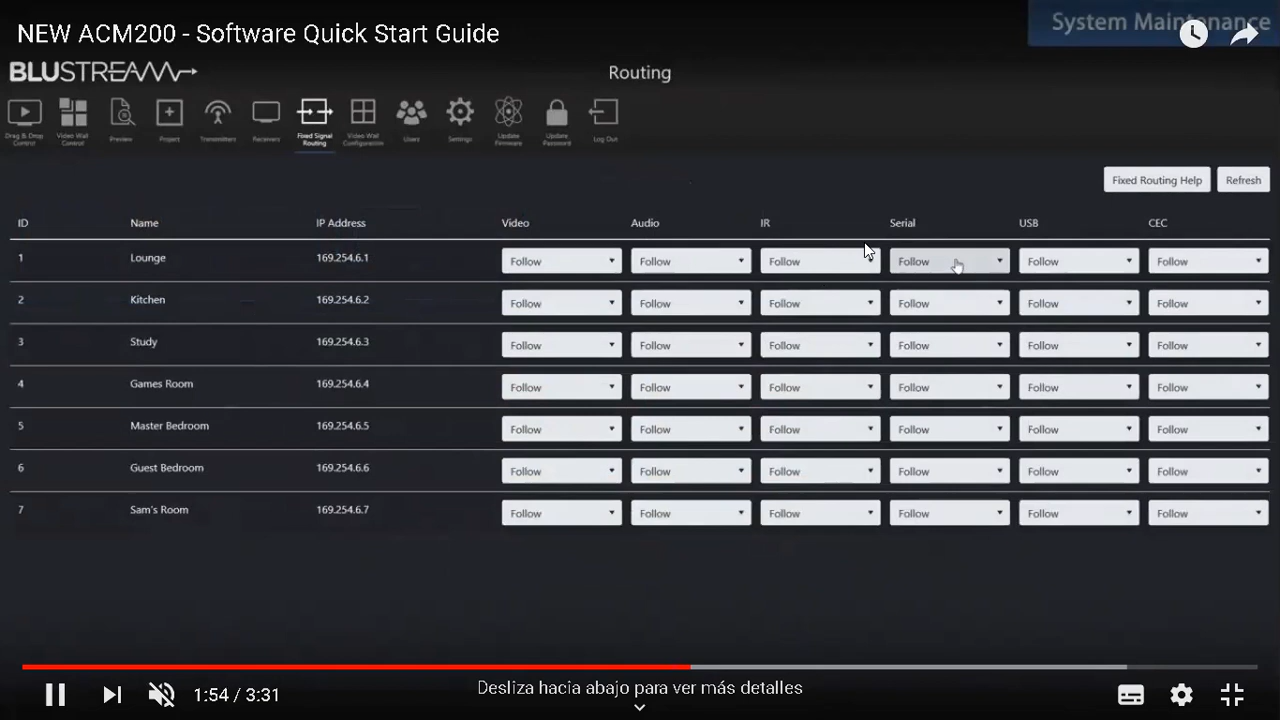 NEW ACM200 - Software Quick Start Guide
System Maintenance
BLUSTREAM
Routing
Drag & Drop Control
Video Wall Control
Preview
Project
Transmitters
Receivers
Fixed Signal Routing
Video Wall Configuration
Users
Settings
Update Firmware
Update Password
Log Out
Fixed Routing Help Refresh
ID Name IP Address Video Audio IR Serial USB CEC
1 Lounge 169.254.6.1 Follow Follow Follow Follow Follow Follow
2 Kitchen 169.254.6.2 Follow Follow Follow Follow Follow Follow
3 Study 169.254.6.3 Follow Follow Follow Follow Follow Follow
4 Games Room 169.254.6.4 Follow Follow Follow Follow Follow Follow
5 Master Bedroom 169.254.6.5 Follow Follow Follow Follow Follow Follow
6 Guest Bedroom 169.254.6.6 Follow Follow Follow Follow Follow Follow
7 Sam's Room 169.254.6.7 Follow Follow Follow Follow Follow Follow
1:54 / 3:31
Desliza hacia abajo para ver más detalles